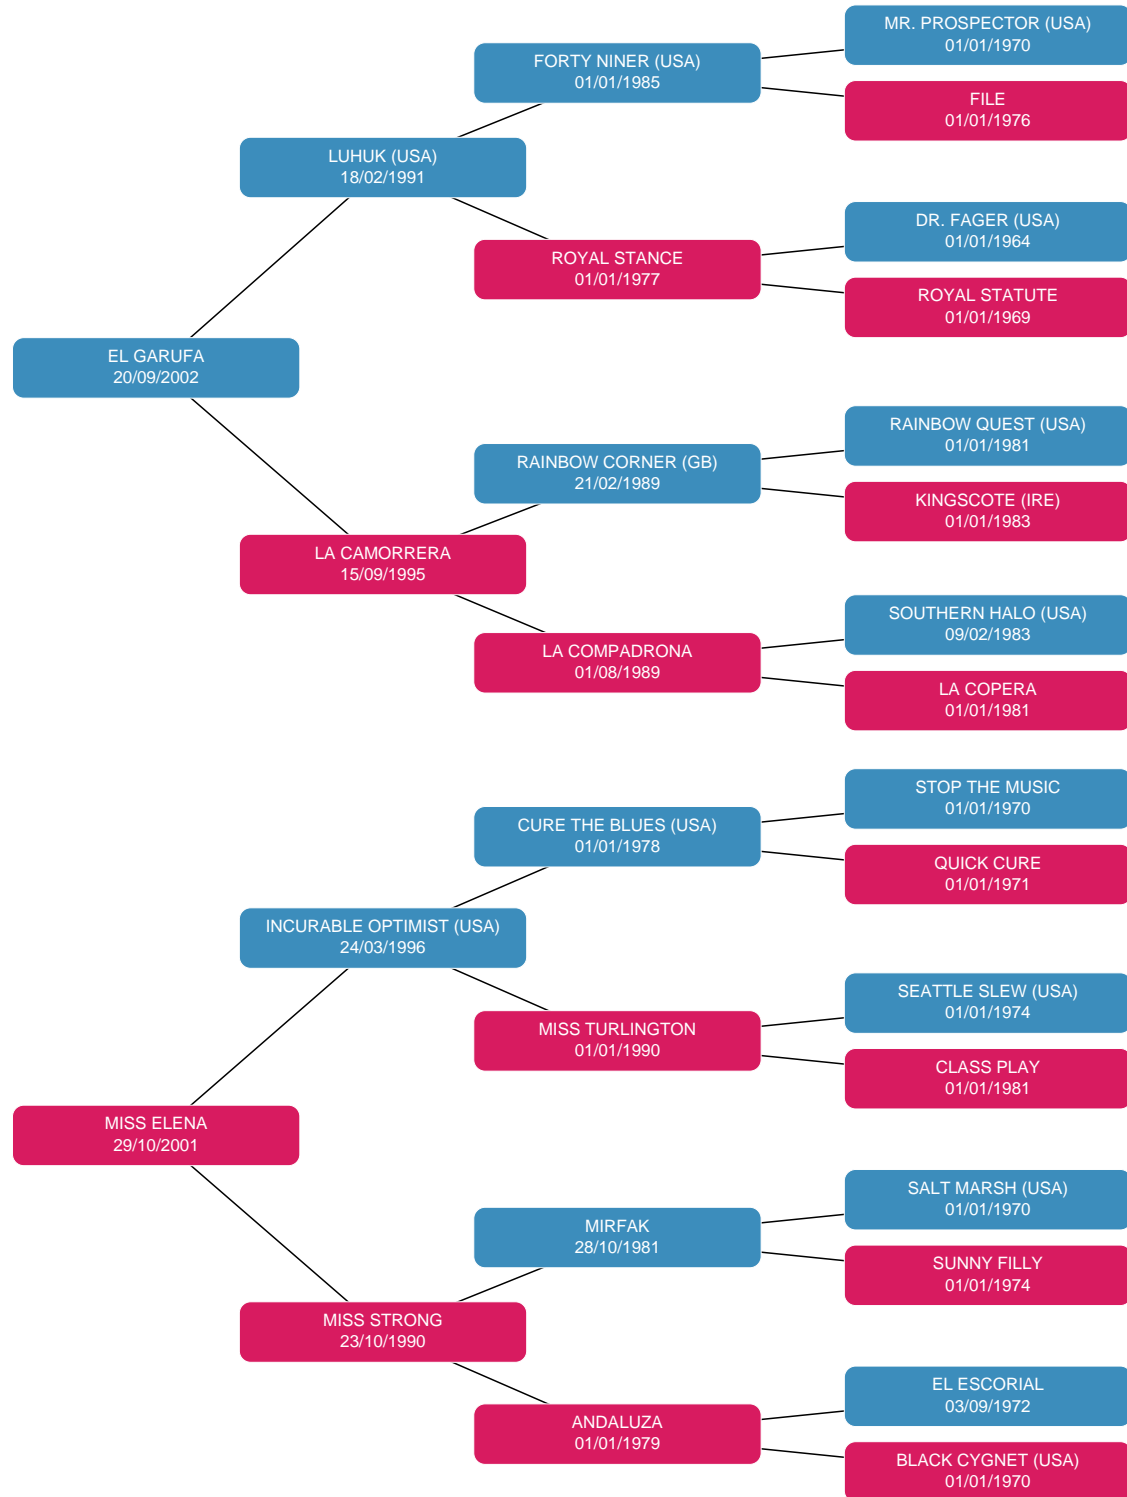 MR. PROSPECTOR (USA)
01/01/1970
FORTY NINER (USA)
01/01/1985
FILE
01/01/1976
LUHUK (USA)
18/02/1991
DR. FAGER (USA)
01/01/1964
ROYAL STANCE
01/01/1977
ROYAL STATUTE
01/01/1969
EL GARUFA
20/09/2002
RAINBOW QUEST (USA)
01/01/1981
RAINBOW CORNER (GB)
21/02/1989
KINGSCOTE (IRE)
01/01/1983
LA CAMORRERA
15/09/1995
SOUTHERN HALO (USA)
09/02/1983
LA COMPADRONA
01/08/1989
LA COPERA
01/01/1981
STOP THE MUSIC
01/01/1970
CURE THE BLUES (USA)
01/01/1978
QUICK CURE
01/01/1971
INCURABLE OPTIMIST (USA)
24/03/1996
SEATTLE SLEW (USA)
01/01/1974
MISS TURLINGTON
01/01/1990
CLASS PLAY
01/01/1981
MISS ELENA
29/10/2001
SALT MARSH (USA)
01/01/1970
MIRFAK
28/10/1981
SUNNY FILLY
01/01/1974
MISS STRONG
23/10/1990
EL ESCORIAL
03/09/1972
ANDALUZA
01/01/1979
BLACK CYGNET (USA)
01/01/1970